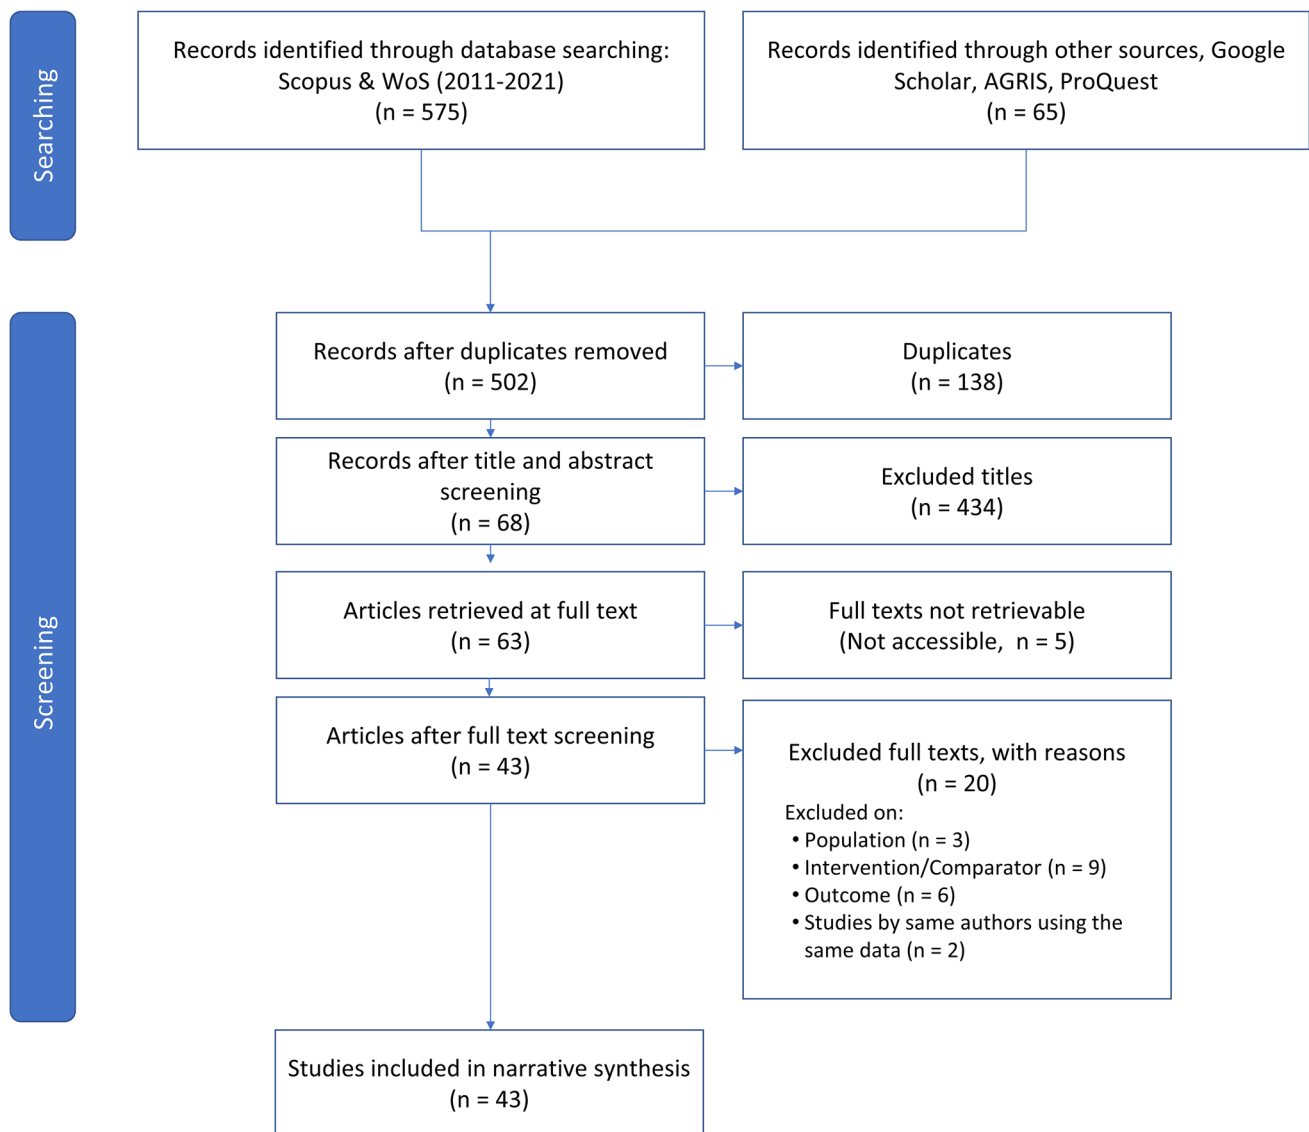 Searching
Records identified through database searching:
Scopus & WoS (2011-2021)
(n = 575)
Records identified through other sources, Google
Scholar, AGRIS, ProQuest
(n = 65)
Screening
Records after duplicates removed
(n = 502)
Duplicates
(n = 138)
Records after title and abstract
screening
(n = 68)
Excluded titles
(n = 434)
Articles retrieved at full text
(n = 63)
Full texts not retrievable
(Not accessible,  n = 5)
Articles after full text screening
(n = 43)
Excluded full texts, with reasons
(n = 20)
Excluded on:
• Population (n = 3)
• Intervention/Comparator (n = 9)
• Outcome (n = 6)
• Studies by same authors using the
same data (n = 2)
Studies included in narrative synthesis
(n = 43)